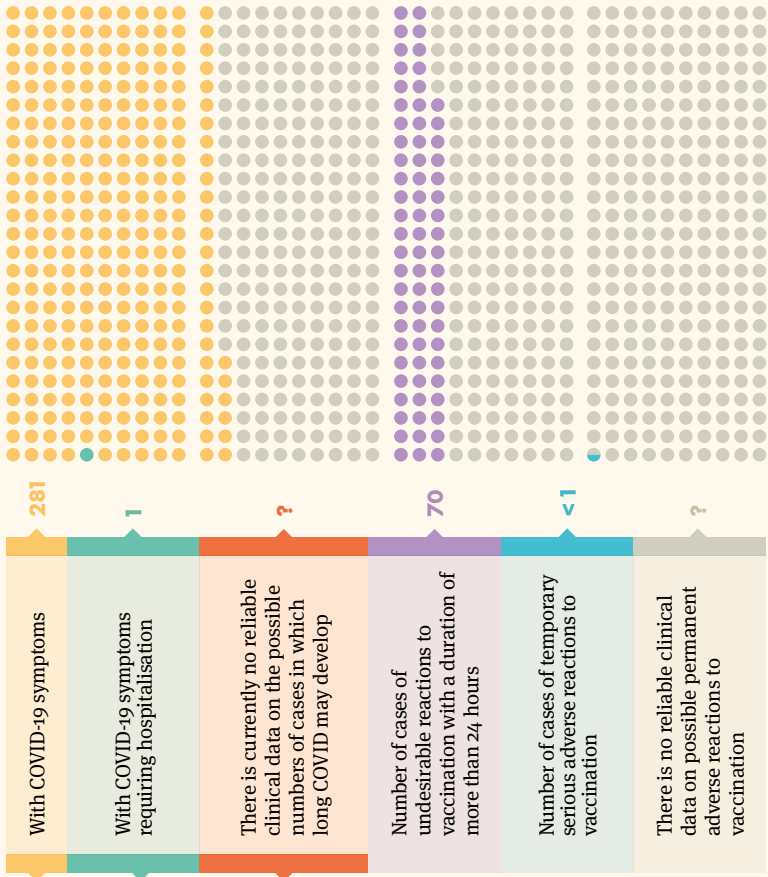 281
With COVID-19 symptoms
1
With COVID-19 symptoms
requiring hospitalisation
?
There is currently no reliable
clinical data on the possible
numbers of cases in which
long COVID may develop
70
Number of cases of
undesirable reactions to
vaccination with a duration of
more than 24 hours
<1
Number of cases of temporary
serious adverse reactions to
vaccination
?
There is no reliable clinical
data on possible permanent
adverse reactions to
vaccination